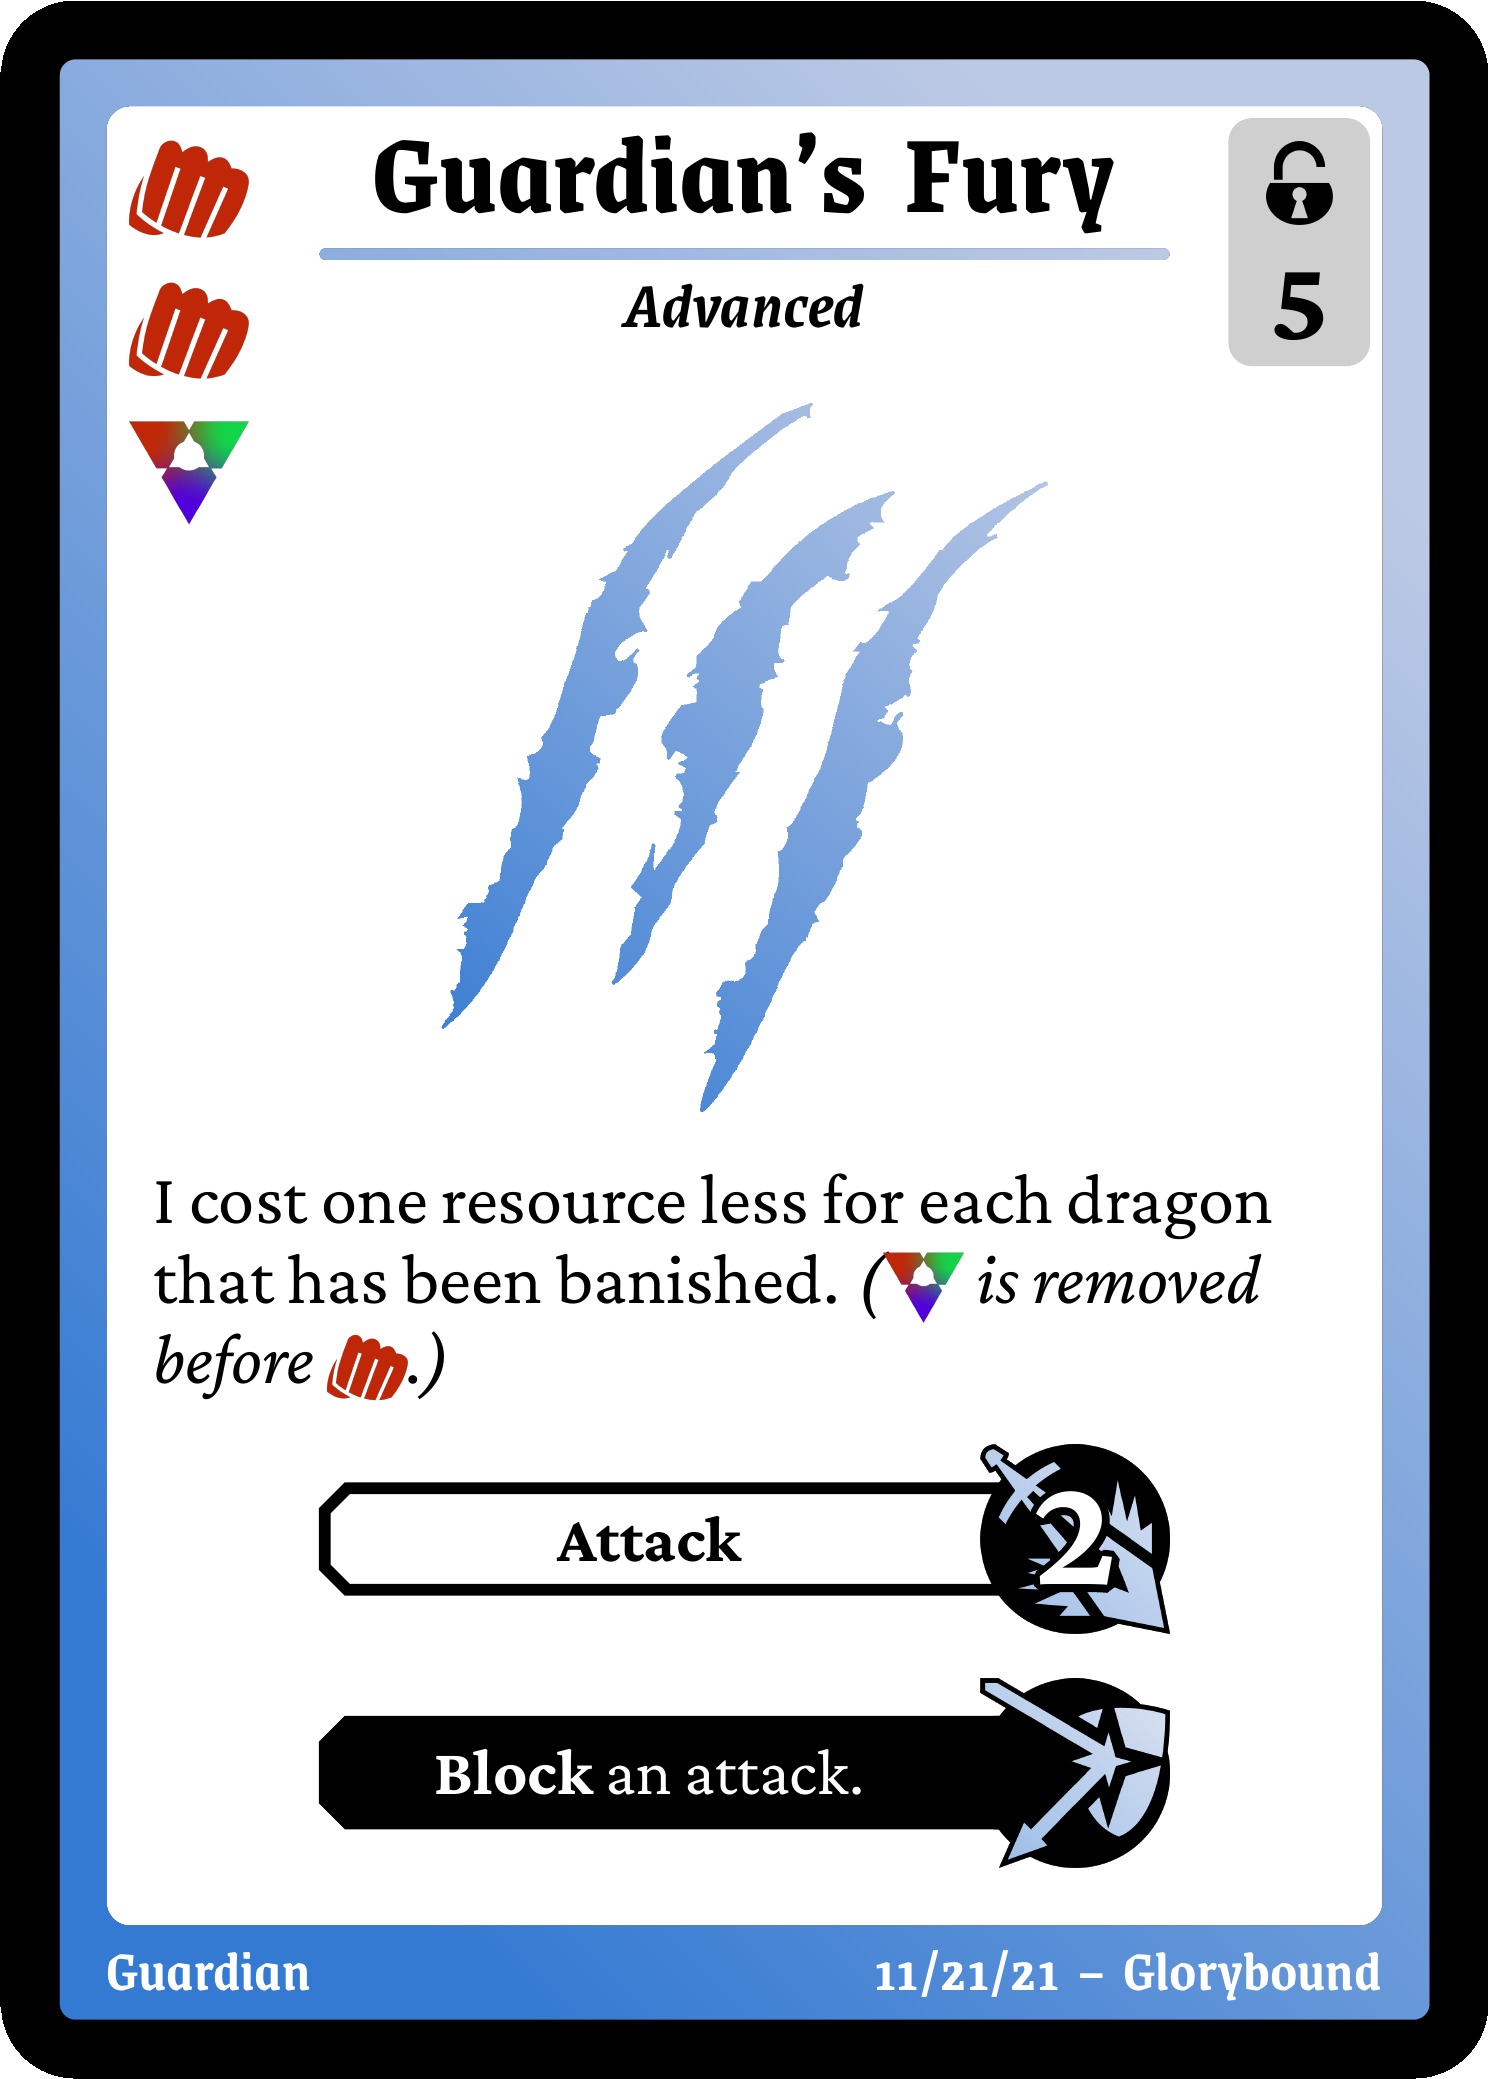 Guardian’s Fury
5
Advanced
I cost one resource less for each dragon
that has been banished. ( is removed
before .)
Attack
2
Block an attack.
Guardian
11/21/21 – Glorybound